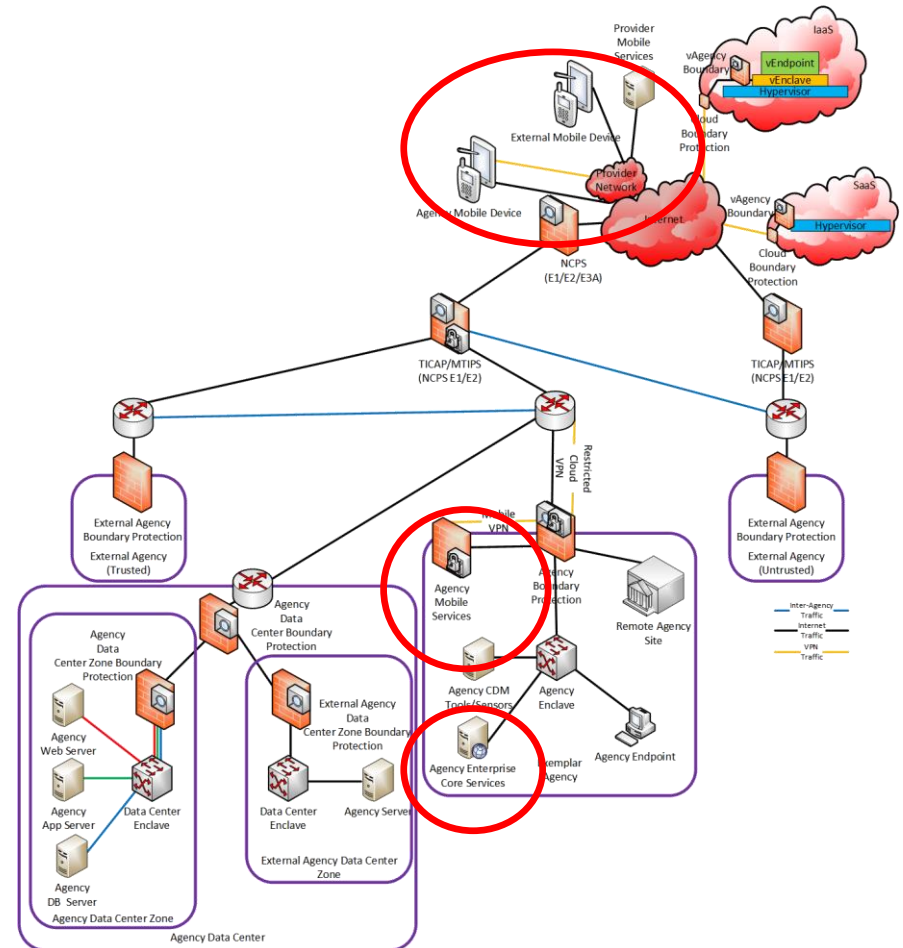 Provider
Mobile
Services
IaaS
vAgency
Boundary
vEndpoint
vEnclave
Hypervisor
External Mobile Device
Cloud
Boundary
Protection
Provider
Network
Agency Mobile Device
Internet
vAgency
Boundary
SaaS
Hypervisor
Cloud
Boundary
Protection
NCPS
(E1/E2/E3A)
TICAP/MTIPS
(NCPS E1/E2)
TICAP/MTIPS
(NCPS E1/E2)
Restricted
Cloud
VPN
Mobile
VPN
External Agency
Boundary Protection
External Agency
(Trusted)
External Agency
Boundary Protection
External Agency
(Untrusted)
Agency
Mobile
Services
Agency
Boundary
Protection
Remote Agency
Site
Inter-Agency
Traffic
Internet
Traffic
VPN
Traffic
Agency
Data
Center Boundary
Protection
Agency
Data
Center Zone Boundary
Protection
Agency CDM
Tools/Sensors
Agency
Enclave
External Agency
Data
Center Zone Boundary
Protection
Agency
Web Server
Agency Enterprise
Core Services
Exemplar
Agency
Agency Endpoint
Agency
App Server
Data Center
Enclave
Data Center
Enclave
Agency Server
External Agency Data Center
Zone
Agency
DB Server
Agency Data Center Zone
Agency Data Center